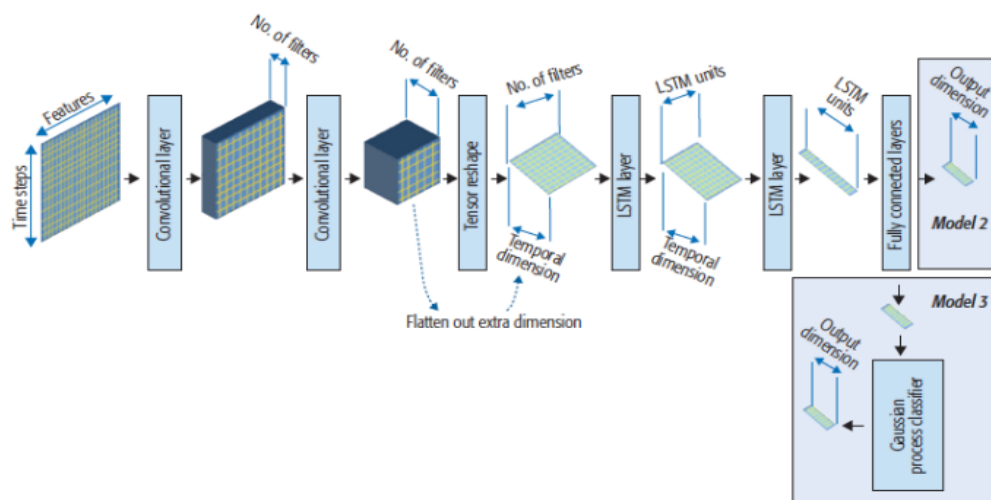 Features
Time steps
Convolutional layer
No. of filters
Convolutional layer
No. of filters
Tensor reshape
No. of filters
Temporal
dimension
Flatten out extra dimension
LSTM layer
LSTM units
Temporal
dimension
LSTM layer
LSTM
units
Fully conneded layers
Output
dimension
Model 2
Model 3
Output
dimension
Gaussian
process classifier